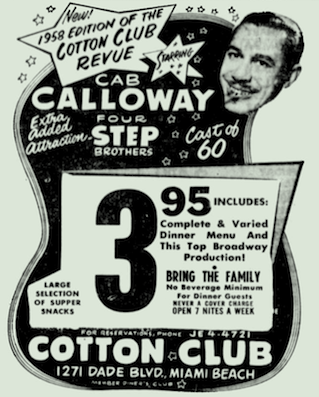 New!
1958 EDITION OF THE
COTTON CLUB
REVUE
STARRING
CAB
CALLOWAY
Extra
added
Attraction-
FOUR
STEP
BROTHERS
Cast of
60
3
95 INCLUDES:
Complete & Varied
Dinner Menu And
This Top Broadway
Production!
BRING THE FAMILY
No Beverage Minimum
For Dinner Guests
NEVER A COVER CHARGE
OPEN 7 NITES A WEEK
LARGE
SELECTION
OF SUPPER
SNACKS
FOR RESERVATIONS, PHONE JE 4-4721
COTTON CLUB
1271 DADE BLVD., MIAMI BEACH
MEMBER DINER'S CLUB